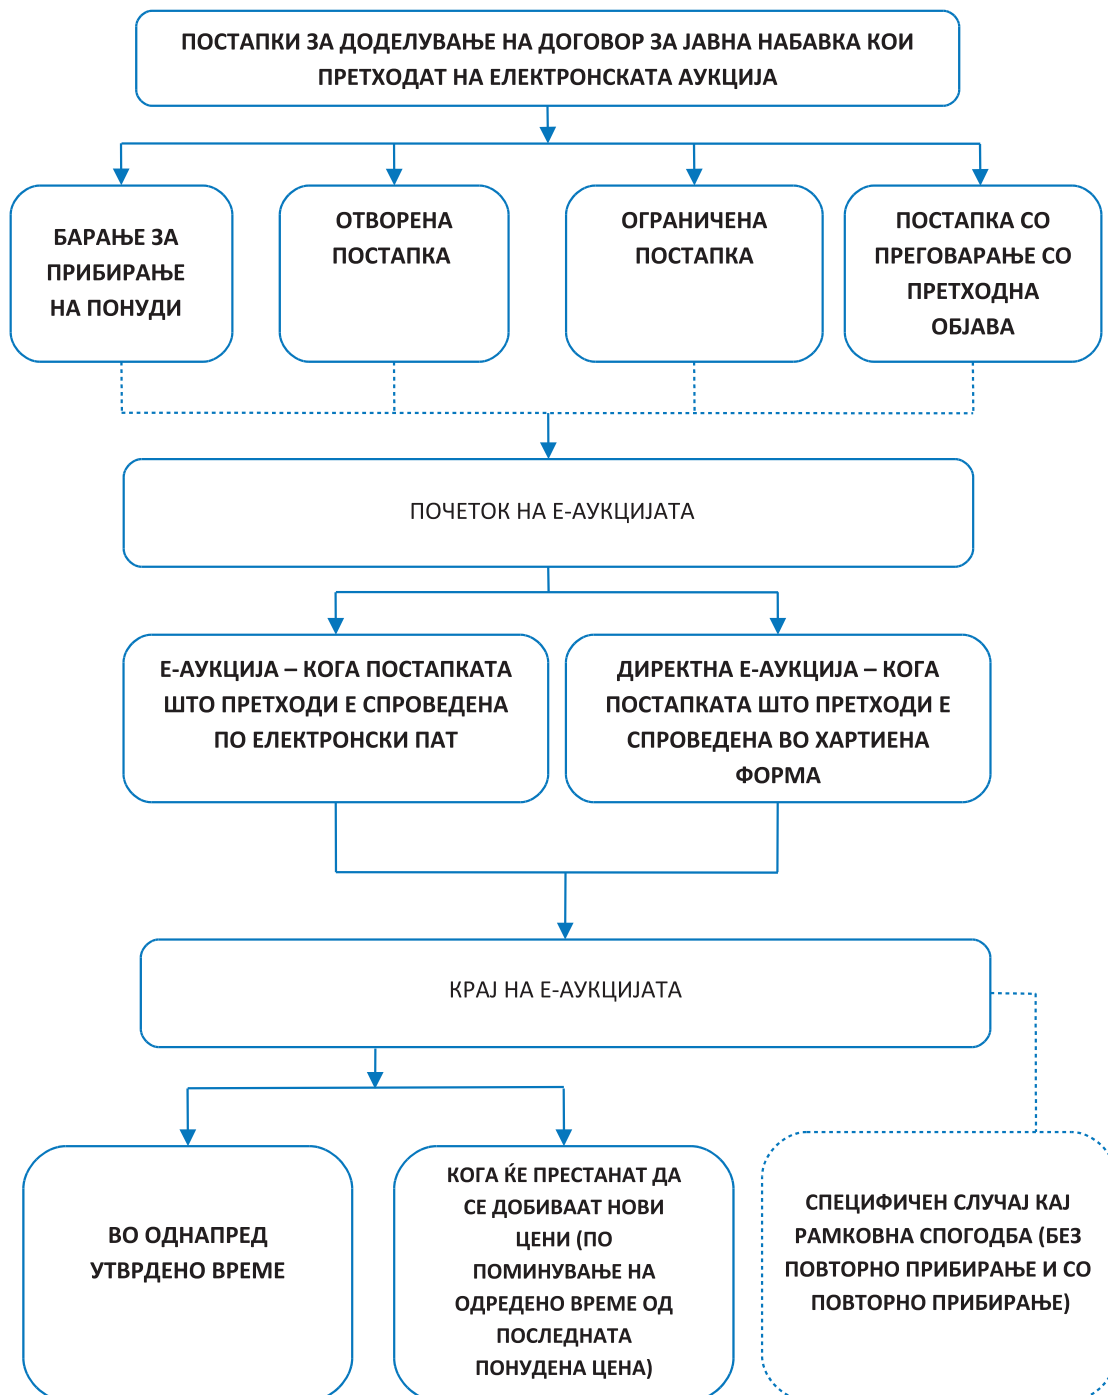 ПОСТАПКИ ЗА ДОДЕЛУВАЊЕ НА ДОГОВОР ЗА ЈАВНА НАБАВКА КОИ
ПРЕТХОДАТ НА ЕЛЕКТРОНСКАТА АУКЦИЈА
БАРАЊЕ ЗА
ПРИБИРАЊЕ
НА ПОНУДИ
ОТВОРЕНА
ПОСТАПКА
ОГРАНИЧЕНА
ПОСТАПКА
ПОСТАПКА СО
ПРЕГОВАРАЊЕ СО
ПРЕТХОДНА
ОБЈАВА
ПОЧЕТОК НА Е-АУКЦИЈАТА
Е-АУКЦИЈА – КОГА ПОСТАПКАТА
ШТО ПРЕТХОДИ Е СПРОВЕДЕНА
ПО ЕЛЕКТРОНСКИ ПАТ
ДИРЕКТНА Е-АУКЦИЈА – КОГА
ПОСТАПКАТА ШТО ПРЕТХОДИ Е
СПРОВЕДЕНА ВО ХАРТИЕНА
ФОРМА
КРАЈ НА Е-АУКЦИЈАТА
ВО ОДНАПРЕД
УТВРДЕНО ВРЕМЕ
КОГА ЌЕ ПРЕСТАНАТ ДА
СЕ ДОБИВААТ НОВИ
ЦЕНИ (ПО
ПОМИНУВАЊЕ НА
ОДРЕДЕНО ВРЕМЕ ОД
ПОСЛЕДНАТА
ПОНУДЕНА ЦЕНА)
СПЕЦИФИЧЕН СЛУЧАЈ КАЈ
РАМКОВНА СПОГОДБА (БЕЗ
ПОВТОРНО ПРИБИРАЊЕ И СО
ПОВТОРНО ПРИБИРАЊЕ)